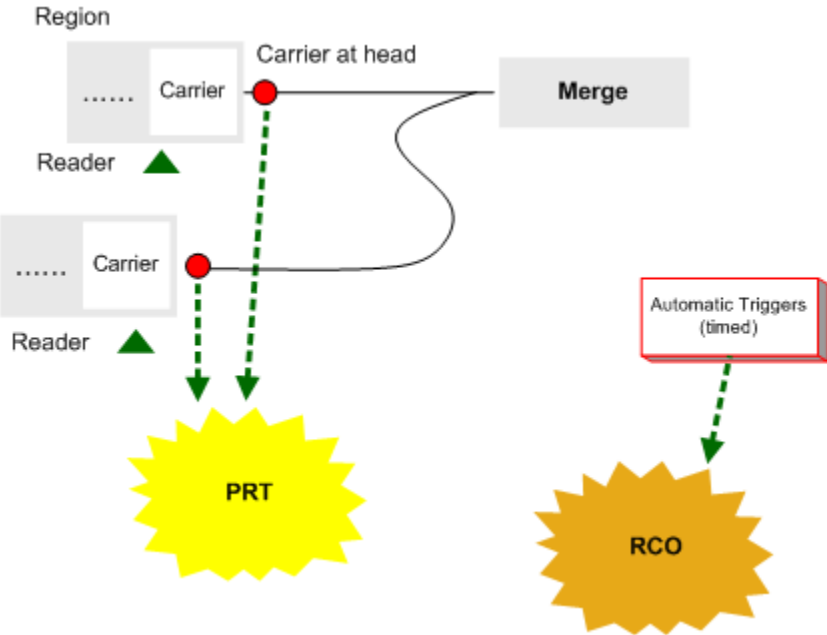 Region
Carrier at head
...... Carrier
Merge
Reader
...... Carrier
Reader
Automatic Triggers
(timed)
PRT
RCO